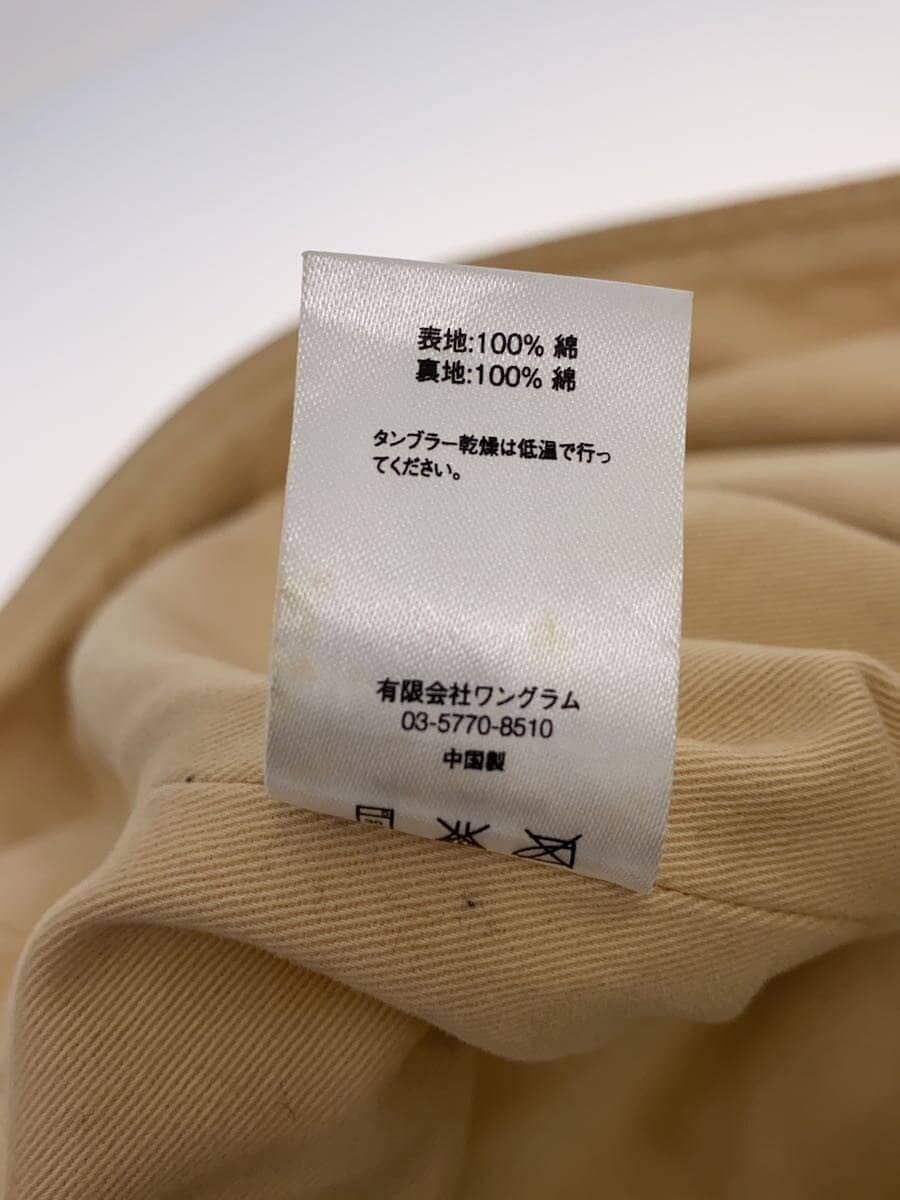 表地:100% 綿
裏地:100% 綿
タンブラー乾燥は低温で行っ
てください。
有限会社ワングラム
03-5770-8510
中国製